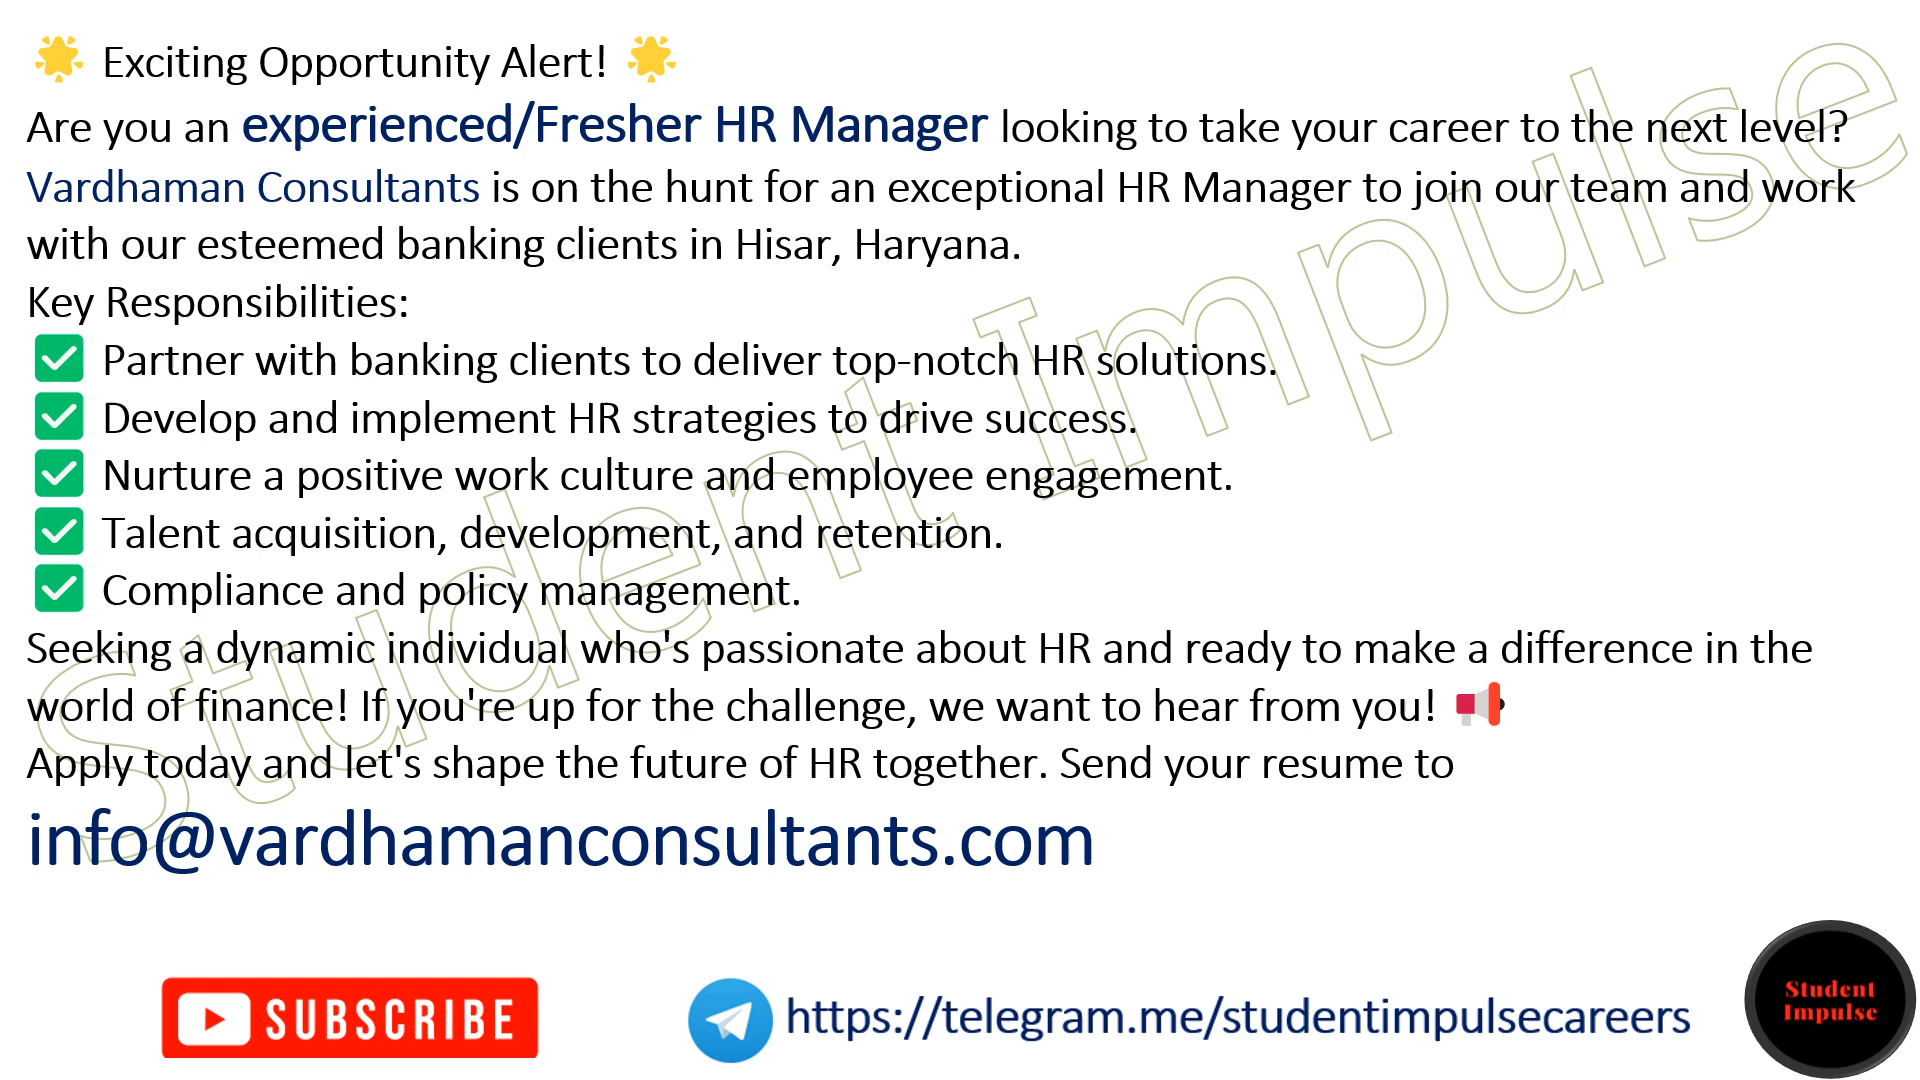 🌟 Exciting Opportunity Alert! 🌟
Are you an experienced/Fresher HR Manager looking to take your career to the next level?
Vardhaman Consultants is on the hunt for an exceptional HR Manager to join our team and work
with our esteemed banking clients in Hisar, Haryana.
Key Responsibilities:
✅ Partner with banking clients to deliver top-notch HR solutions.
✅ Develop and implement HR strategies to drive success.
✅ Nurture a positive work culture and employee engagement.
✅ Talent acquisition, development, and retention.
✅ Compliance and policy management.
Seeking a dynamic individual who's passionate about HR and ready to make a difference in the
world of finance! If you're up for the challenge, we want to hear from you! 📢
Apply today and let's shape the future of HR together. Send your resume to
info@vardhamanconsultants.com
Student Impulse
SUBSCRIBE
https://telegram.me/studentimpulsecareers
Student
Impulse